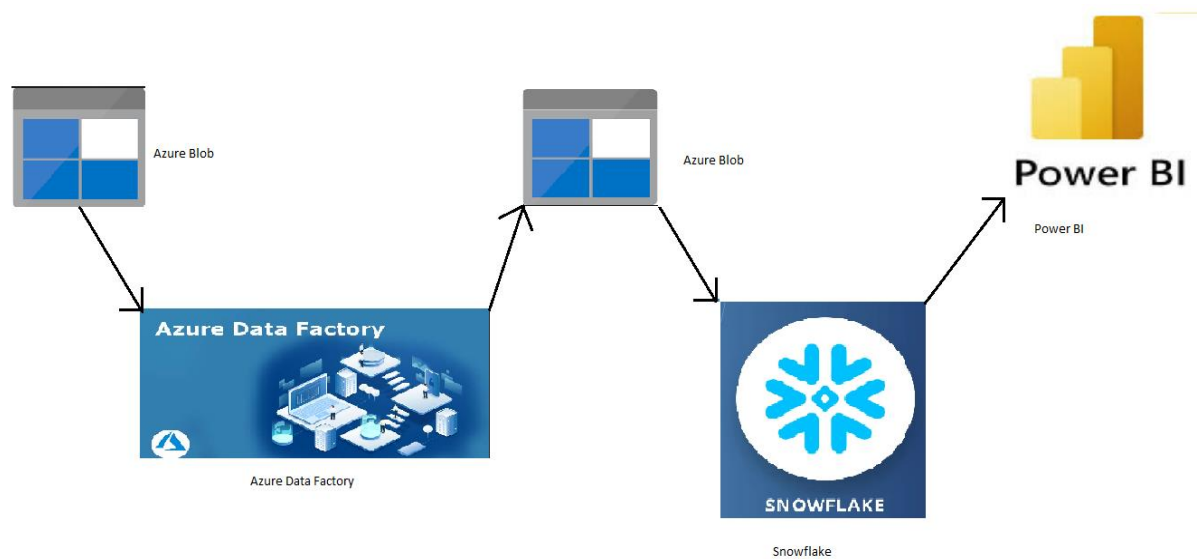 Azure Blob
Azure Data Factory
Azure Data Factory
Azure Blob
SNOWFLAKE
Snowflake
Power BI
Power BI